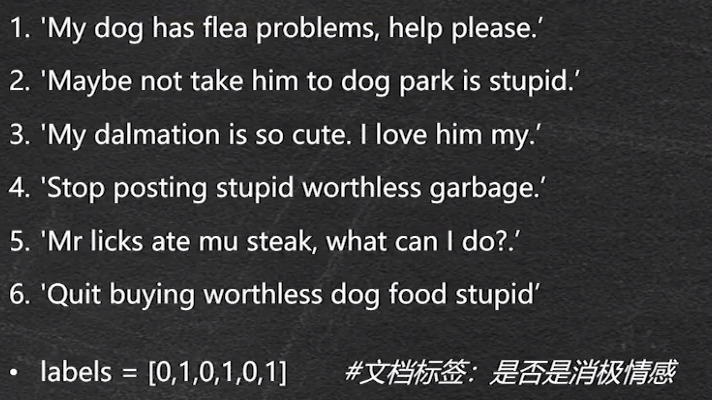 1. 'My dog has flea problems, help please.’
2. 'Maybe not take him to dog park is stupid.’
3. 'My dalmation is so cute. I love him my.’
4. 'Stop posting stupid worthless garbage.’
5. 'Mr licks ate mu steak, what can I do?.’
6. 'Quit buying worthless dog food stupid’
• labels = [0,1,0,1,0,1] #文档标签：是否是消极情感